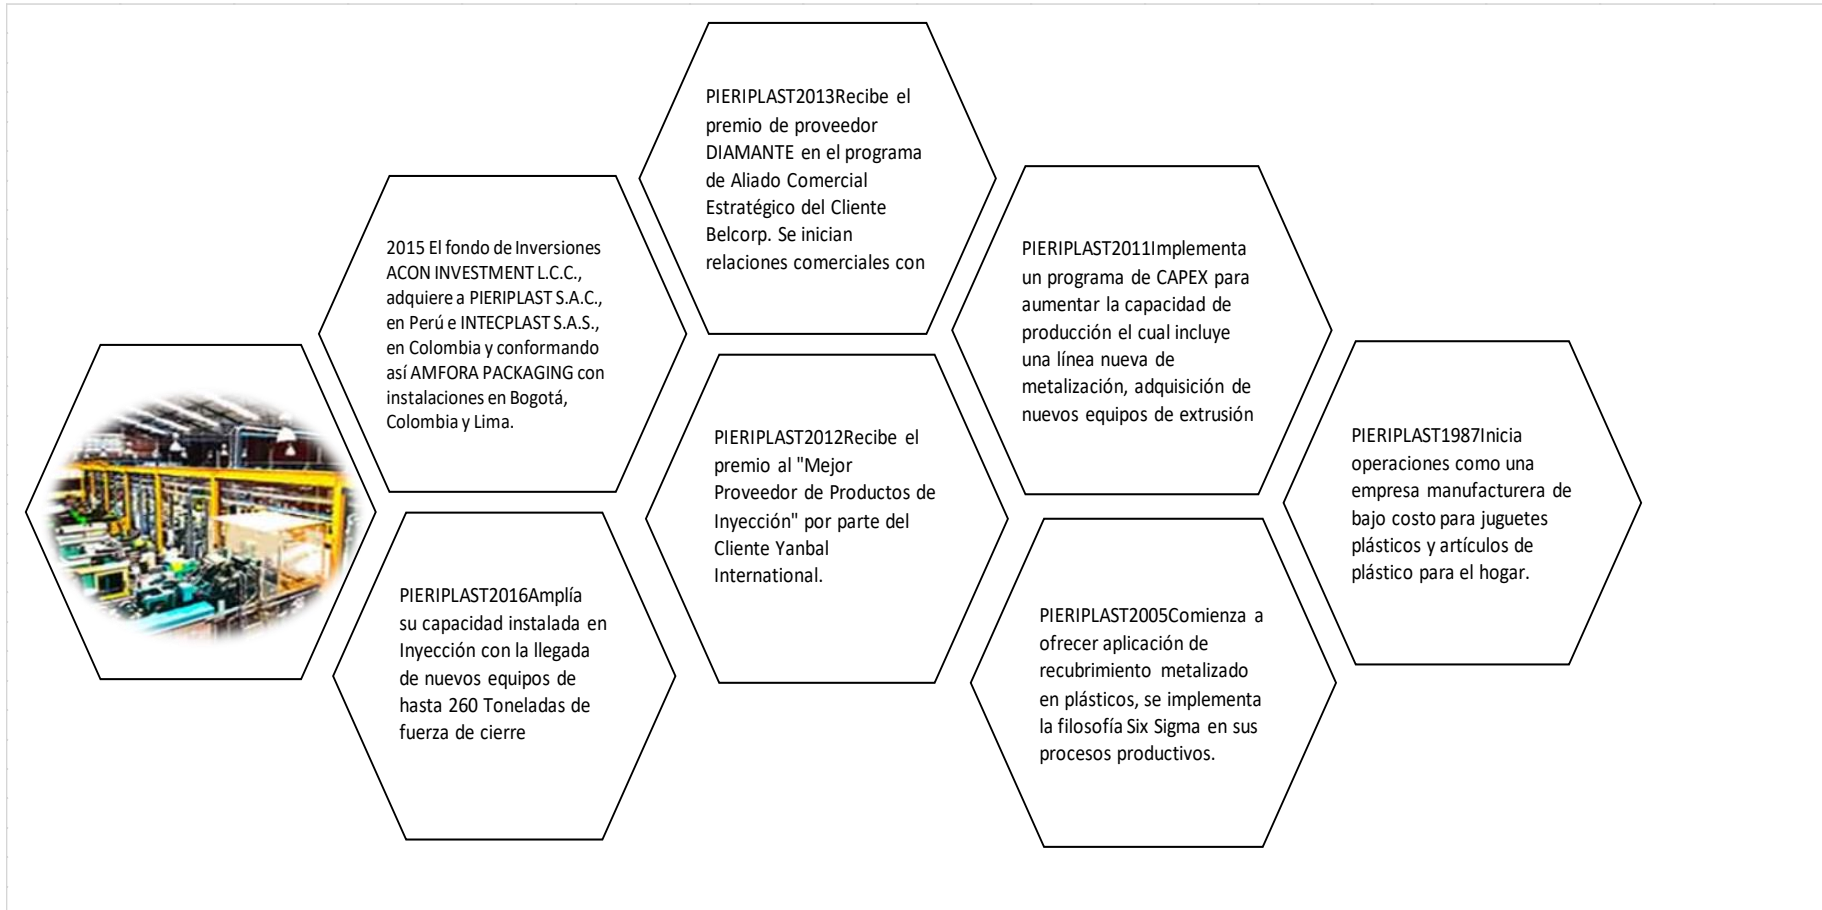 PIERIPLAST2013Recibe el
premio de proveedor
DIAMANTE en el programa
de Aliado Comercial
Estratégico del Cliente
Belcorp. Se inician
relaciones comerciales con
2015 El fondo de Inversiones
ACON INVESTMENT L.C.C.,
adquiere a PIERIPLAST S.A.C.,
en Perú e INTECPLAST S.A.S.,
en Colombia y conformando
así AMFORA PACKAGING con
instalaciones en Bogotá,
Colombia y Lima.
PIERIPLAST2011Implementa
un programa de CAPEX para
aumentar la capacidad de
producción el cual incluye
una línea nueva de
metalización, adquisición de
nuevos equipos de extrusión
PIERIPLAST2012Recibe el
premio al "Mejor
Proveedor de Productos de
Inyección" por parte del
Cliente Yanbal
International.
PIERIPLAST1987Inicia
operaciones como una
empresa manufacturera de
bajo costo para juguetes
plásticos y artículos de
plástico para el hogar.
PIERIPLAST2016Amplía
su capacidad instalada en
Inyección con la llegada
de nuevos equipos de
hasta 260 Toneladas de
fuerza de cierre
PIERIPLAST2005Comienza a
ofrecer aplicación de
recubrimiento metalizado
en plásticos, se implementa
la filosofía Six Sigma en sus
procesos productivos.